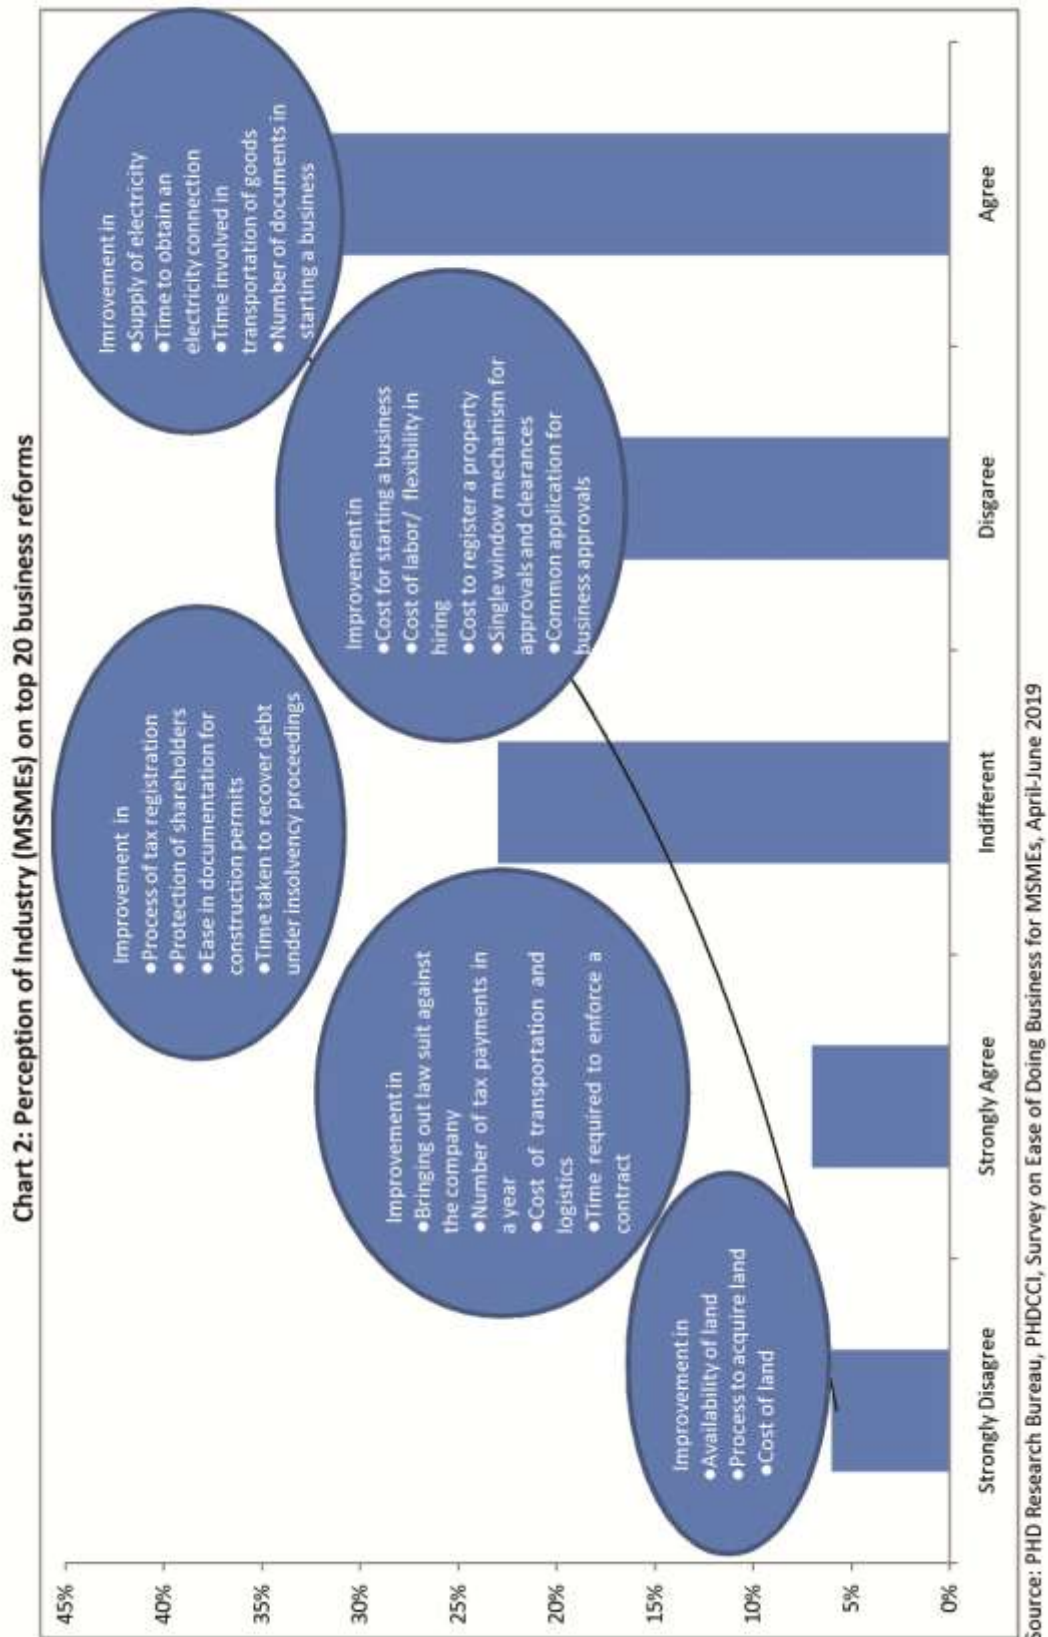 Chart 2: Perception of Industry (MSMEs) on top 20 business reforms
45%
40%
35%
30%
25%
20%
15%
10%
5%
0%
Improvement in
●Availability of land
●Process to acquire land
●Cost of land
Improvement in
●Bringing out law suit against
the company
●Number of tax payments in
a year
●Cost of transportation and
logistics
●Time required to enforce a
contract
Improvement in
●Process of tax registration
●Protection of shareholders
●Ease in documentation for
construction permits
●Time taken to recover debt
under insolvency proceedings
Improvement in
●Cost for starting a business
●Cost of labor/ flexibility in
hiring
●Cost to register a property
●Single window mechanism for
approvals and clearances
●Common application for
business approvals
Imrovement in
●Supply of electricity
●Time to obtain an
electricity connection
●Time involved in
transportation of goods
●Number of documents in
starting a business
Strongly Disagree
Strongly Agree
Indifferent
Disgaree
Agree
Source: PHD Research Bureau, PHDCCI, Survey on Ease of Doing Business for MSMEs, April-June 2019